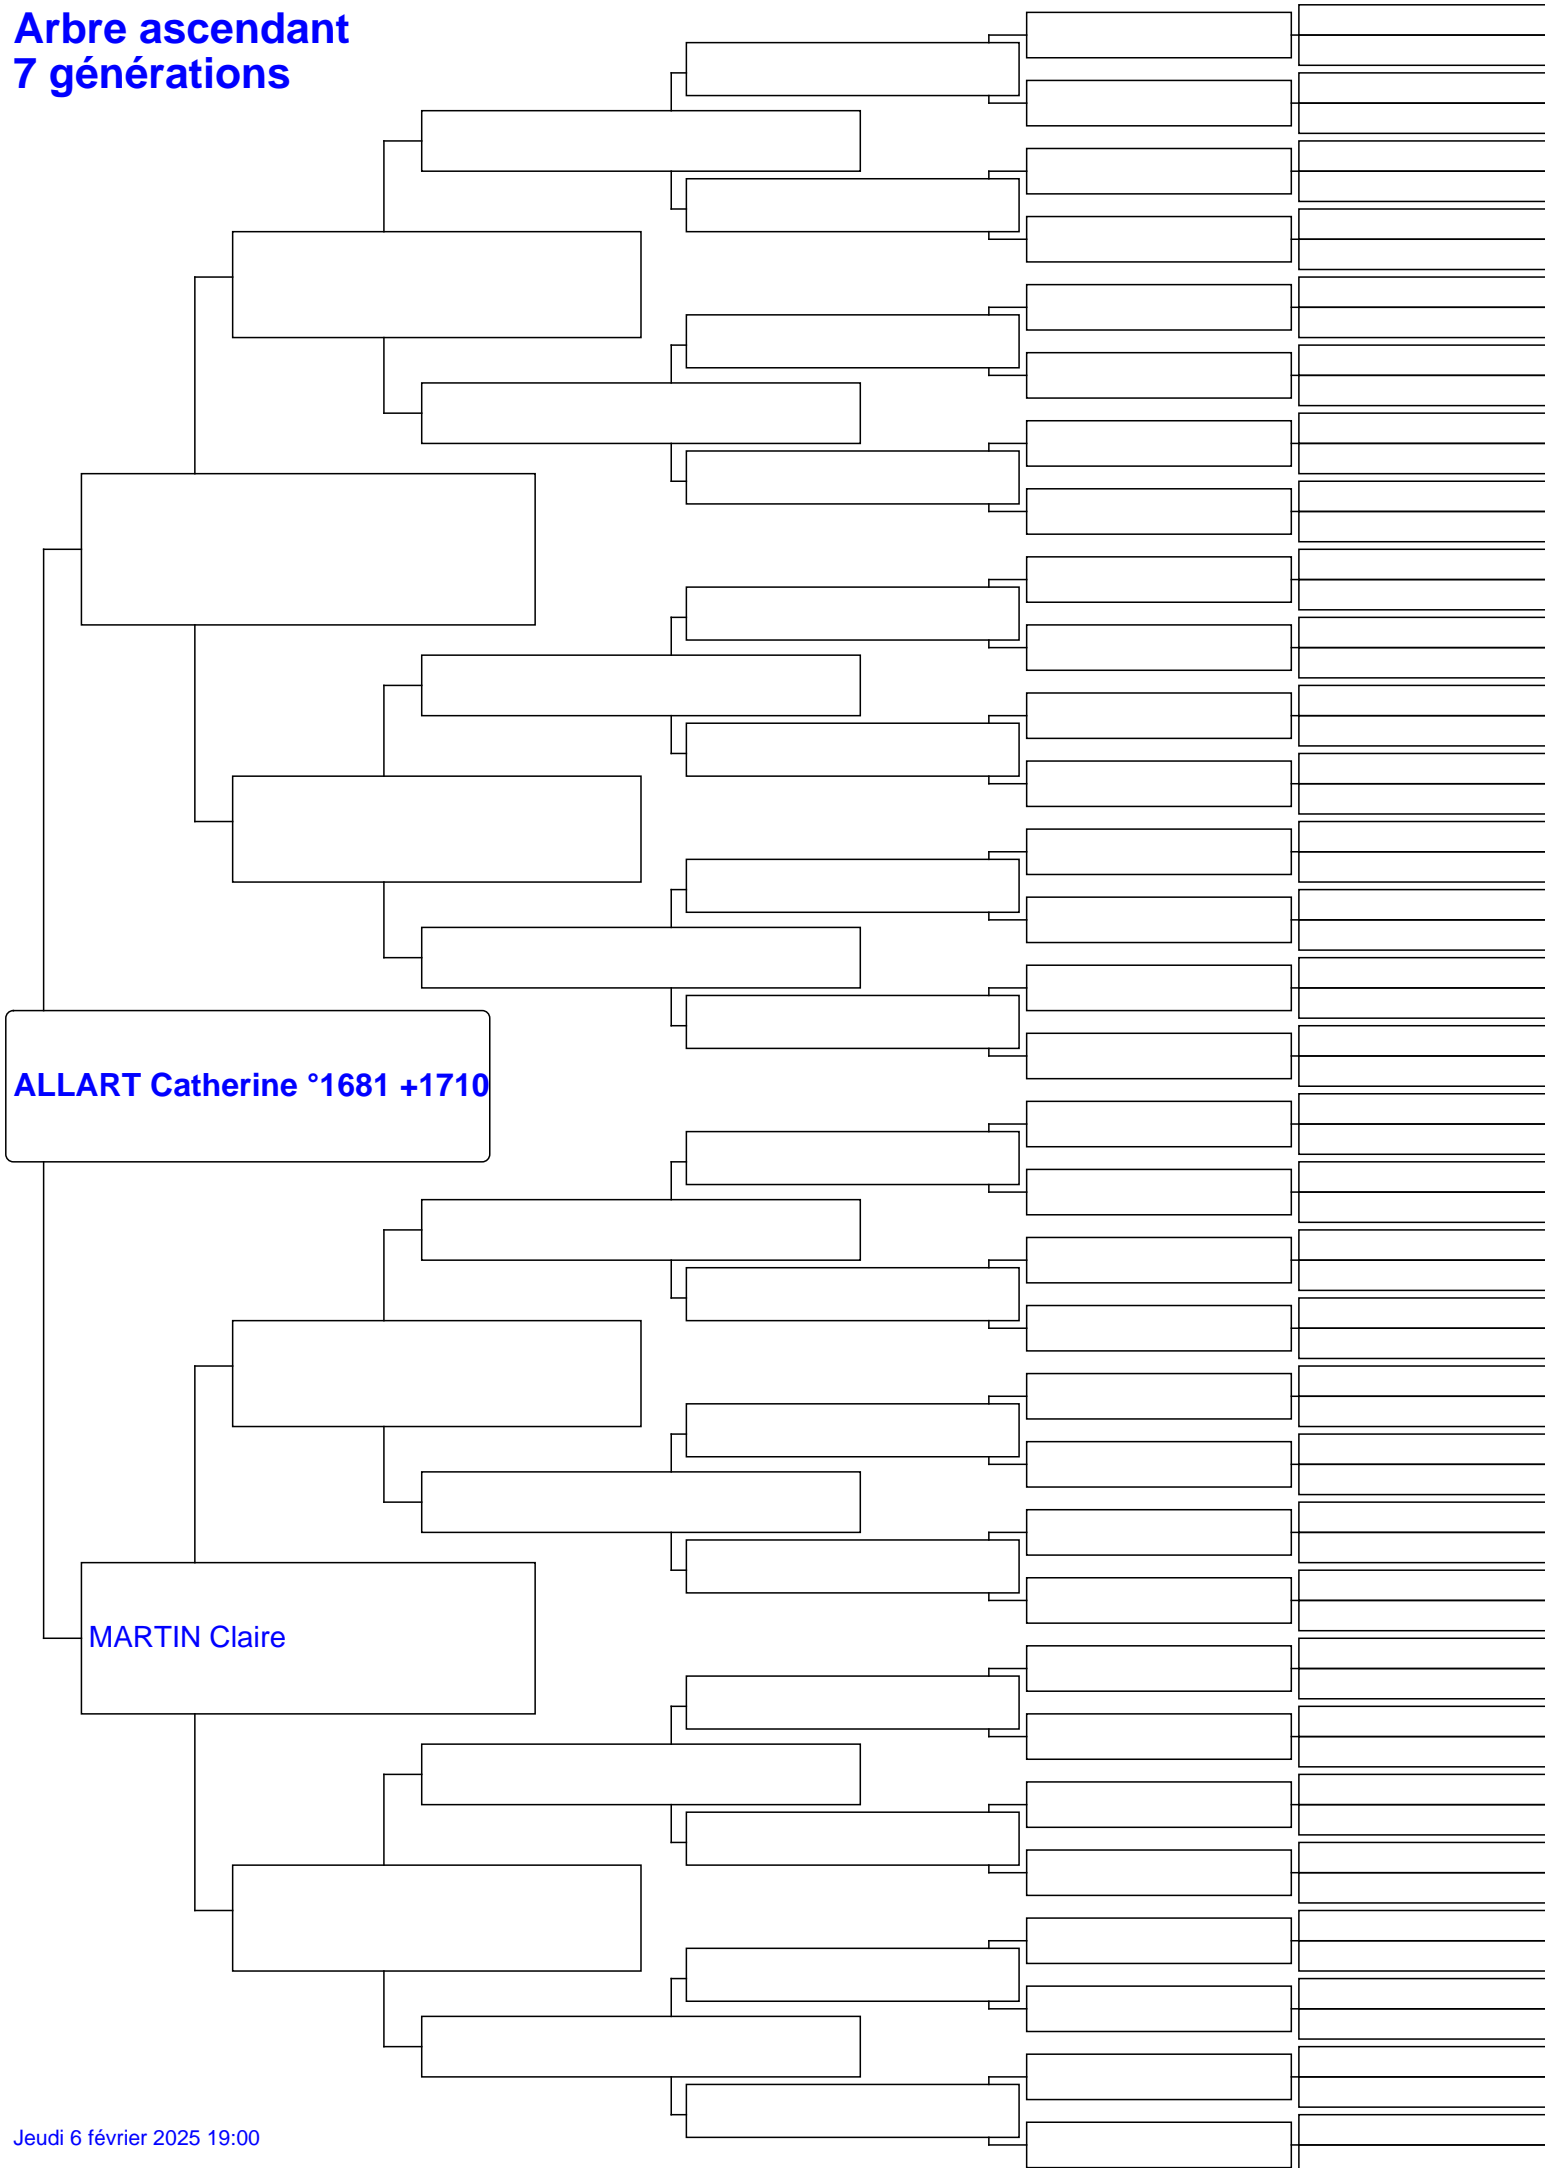 Arbre ascendant
7 générations
ALLART Catherine °1681 +1710
MARTIN Claire
Jeudi 6 février 2025 19:00